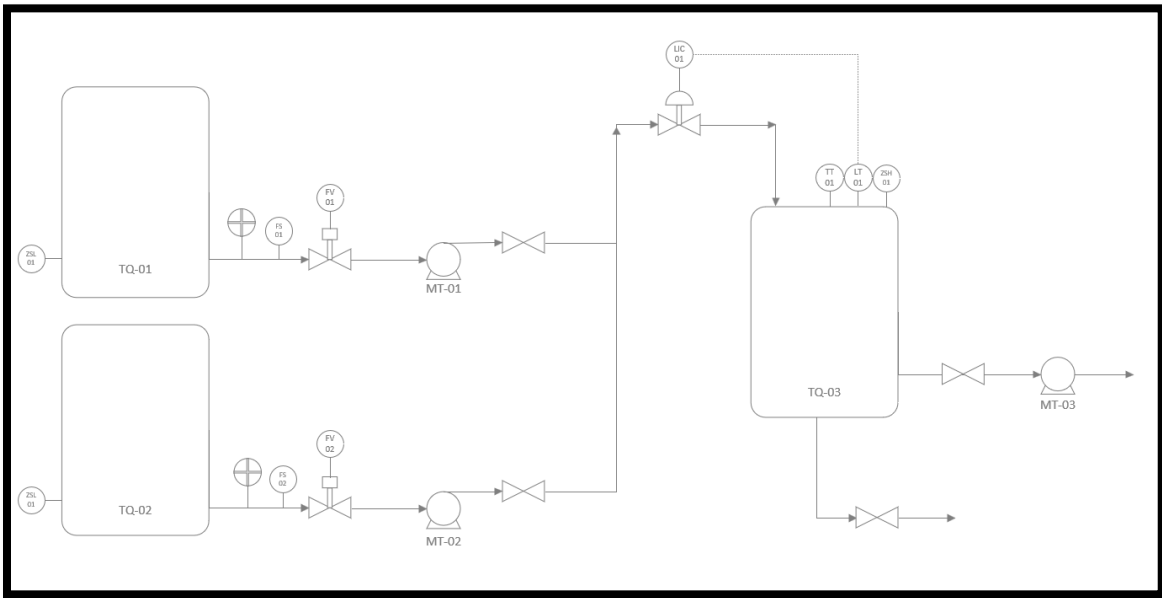 LIC
01
TT
01
LT
01
ZSH
01
FV
01
FS
01
ZSL
01
TQ-01
MT-01
TQ-03
MT-03
FV
02
FS
02
ZSL
01
TQ-02
MT-02